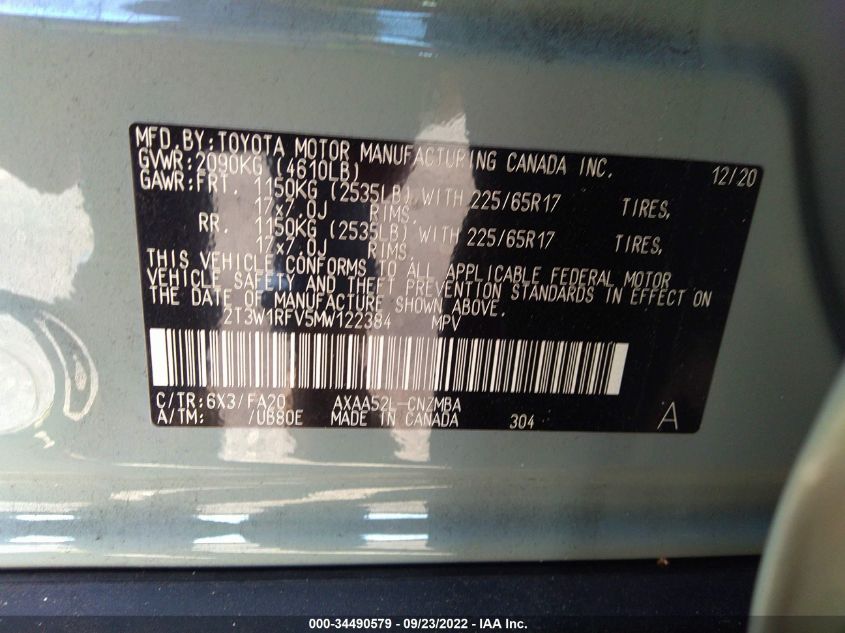 MFD. BY: TOYOTA MOTOR MANUFACTURING CANADA INC. 12/20
GVWR: 2090KG (4610LB)
GAWR: FRT. 1150KG (2535LB) WITH 225/65R17 TIRES,
17x7.0J RIMS,
RR. 1150KG (2535LB) WITH 225/65R17 TIRES,
17x7.0J RIMS.
THIS VEHICLE CONFORMS TO ALL APPLICABLE FEDERAL MOTOR
VEHICLE SAFETY AND THEFT PREVENTION STANDARDS IN EFFECT ON
THE DATE OF MANUFACTURE SHOWN ABOVE.
2T3W1RFV5MW122384 MPV
C/TR: 6X3/FA20 AXAA52L-CNZMBA
A/TM: /UB80E MADE IN CANADA 304 A
000-34490579 - 09/23/2022 - IAA Inc.